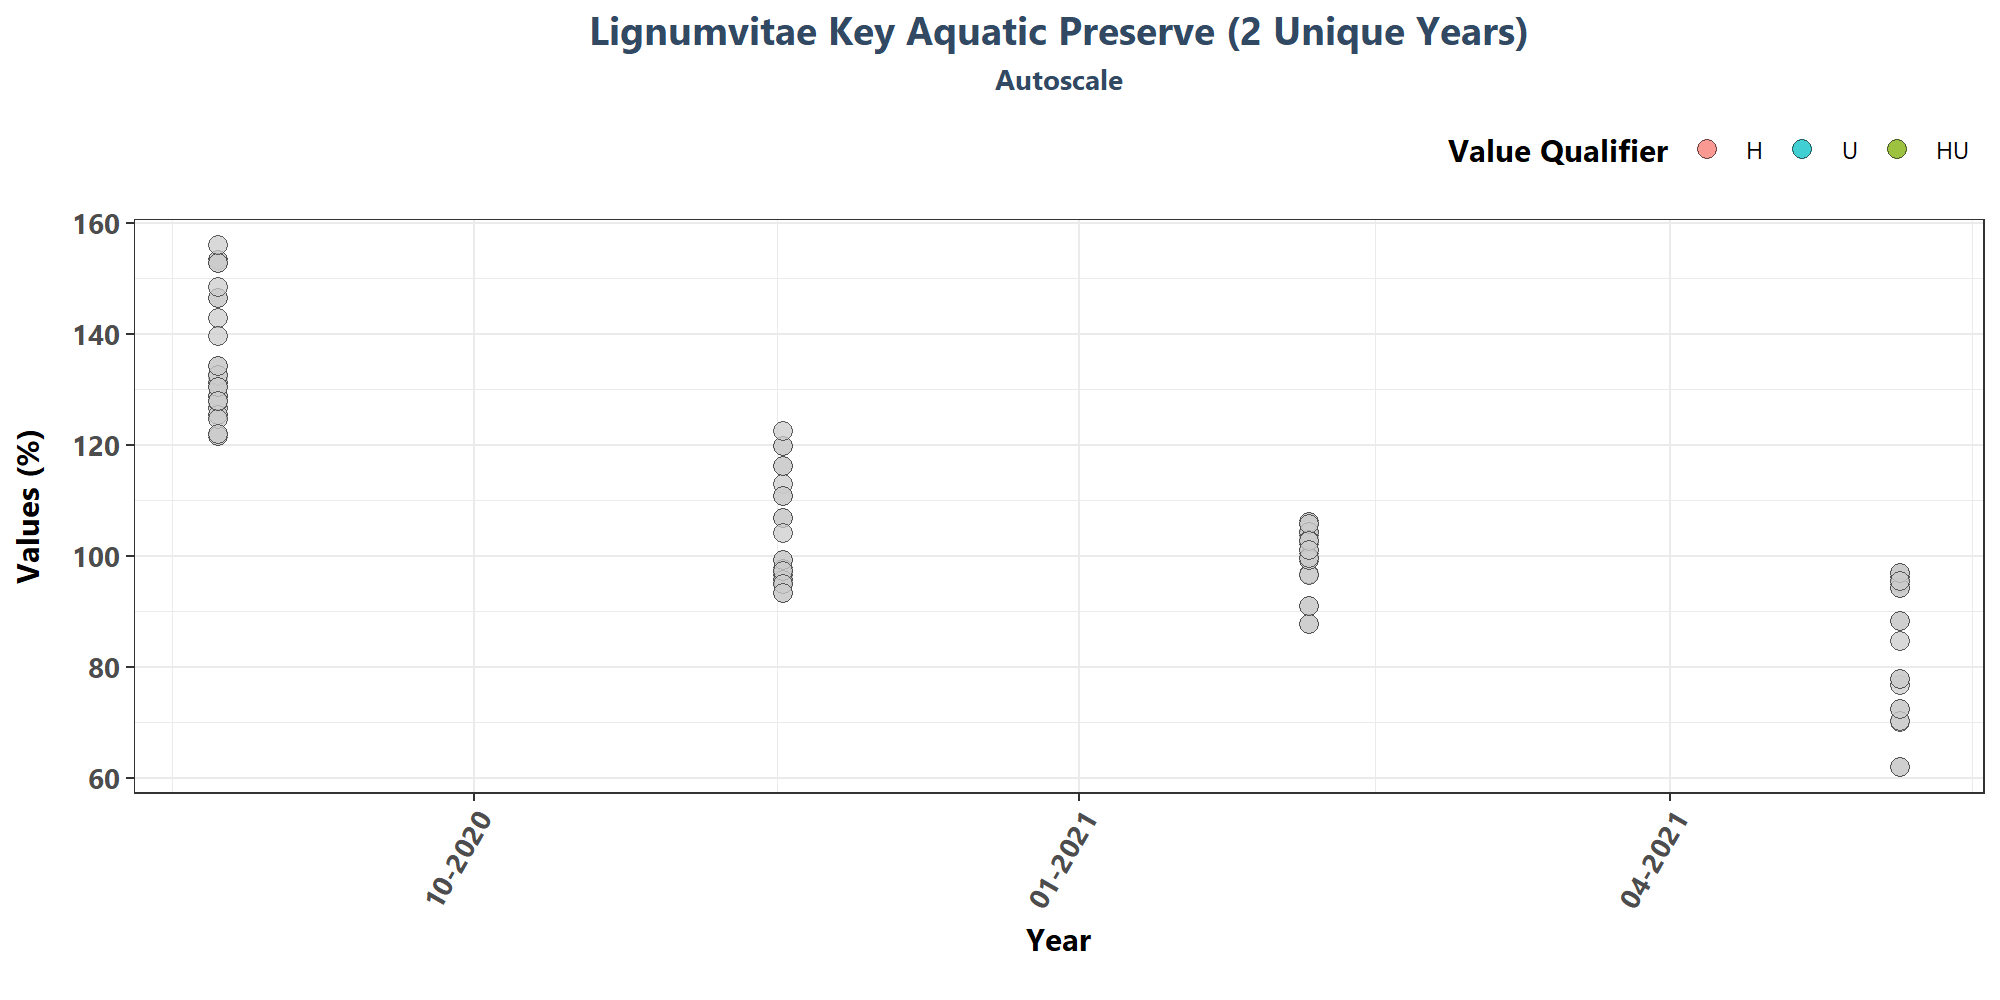 Lignumvitae Key Aquatic Preserve (2 Unique Years)
Autoscale
Value Qualifier H U HU
Values (%)
160
140
120
100
80
60
10-2020
01-2021
04-2021
Year